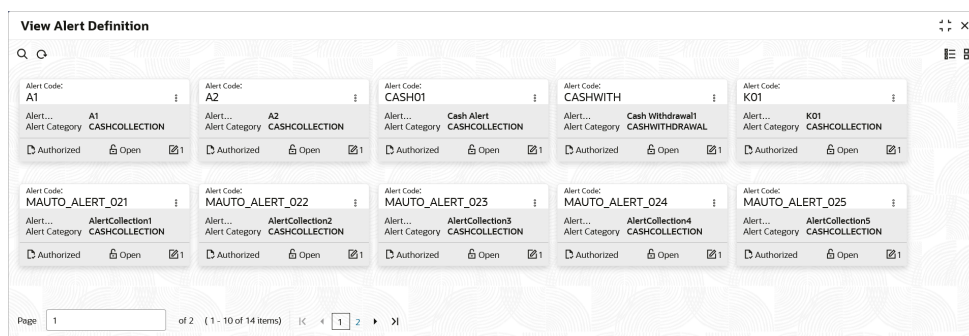 View Alert Definition
Alert Code:
A1
Alert... A1
Alert Category CASHCOLLECTION
Authorized Open 1
Alert Code:
A2
Alert... A2
Alert Category CASHCOLLECTION
Authorized Open 1
Alert Code:
CASH01
Alert... Cash Alert
Alert Category CASHCOLLECTION
Authorized Open 1
Alert Code:
CASHWITH
Alert... Cash Withdrawal1
Alert Category CASHWITHDRAWAL
Authorized Open 1
Alert Code:
K01
Alert... K01
Alert Category CASHCOLLECTION
Authorized Open 1
Alert Code:
MAUTO_ALERT_021
Alert... AlertCollection1
Alert Category CASHCOLLECTION
Authorized Open 1
Alert Code:
MAUTO_ALERT_022
Alert... AlertCollection2
Alert Category CASHCOLLECTION
Authorized Open 1
Alert Code:
MAUTO_ALERT_023
Alert... AlertCollection3
Alert Category CASHCOLLECTION
Authorized Open 1
Alert Code:
MAUTO_ALERT_024
Alert... AlertCollection4
Alert Category CASHCOLLECTION
Authorized Open 1
Alert Code:
MAUTO_ALERT_025
Alert... AlertCollection5
Alert Category CASHCOLLECTION
Authorized Open 1
Page 1 of 2 (1 - 10 of 14 items) 1 2